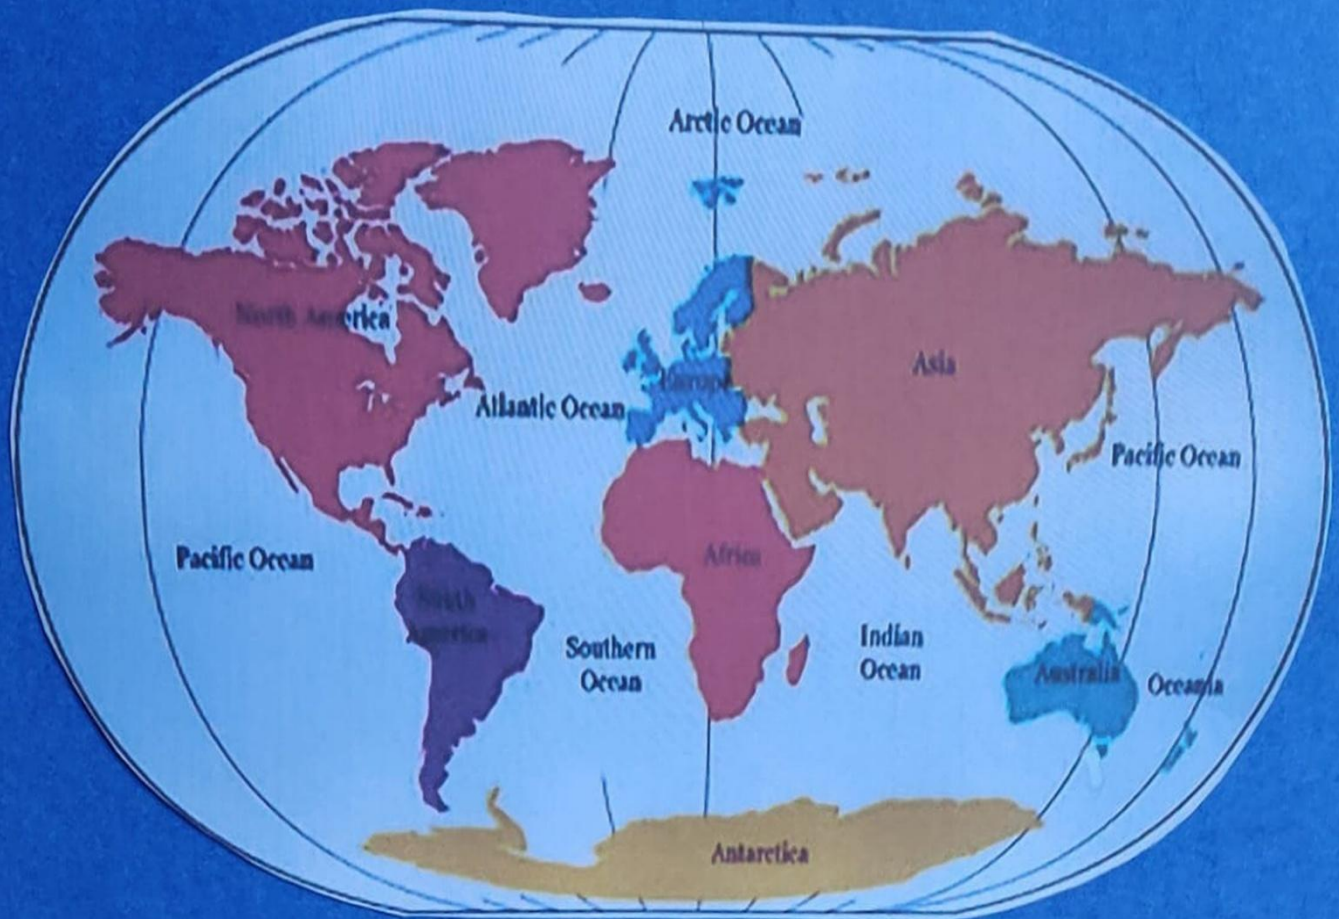 Arctic Ocean
North America
Asia
Europe
Atlantic Ocean
Pacific Ocean
Africa
Pacific Ocean
South
America
Southern
Ocean
Indian
Ocean
Australia
Oceania
Antarctica